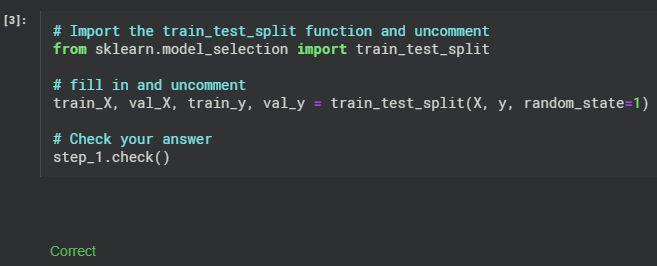 [3]:
# Import the train_test_split function and uncomment
from sklearn.model_selection import train_test_split
# fill in and uncomment
train_X, val_X, train_y, val_y = train_test_split(X, y, random_state=1)
# Check your answer
step_1.check()
Correct